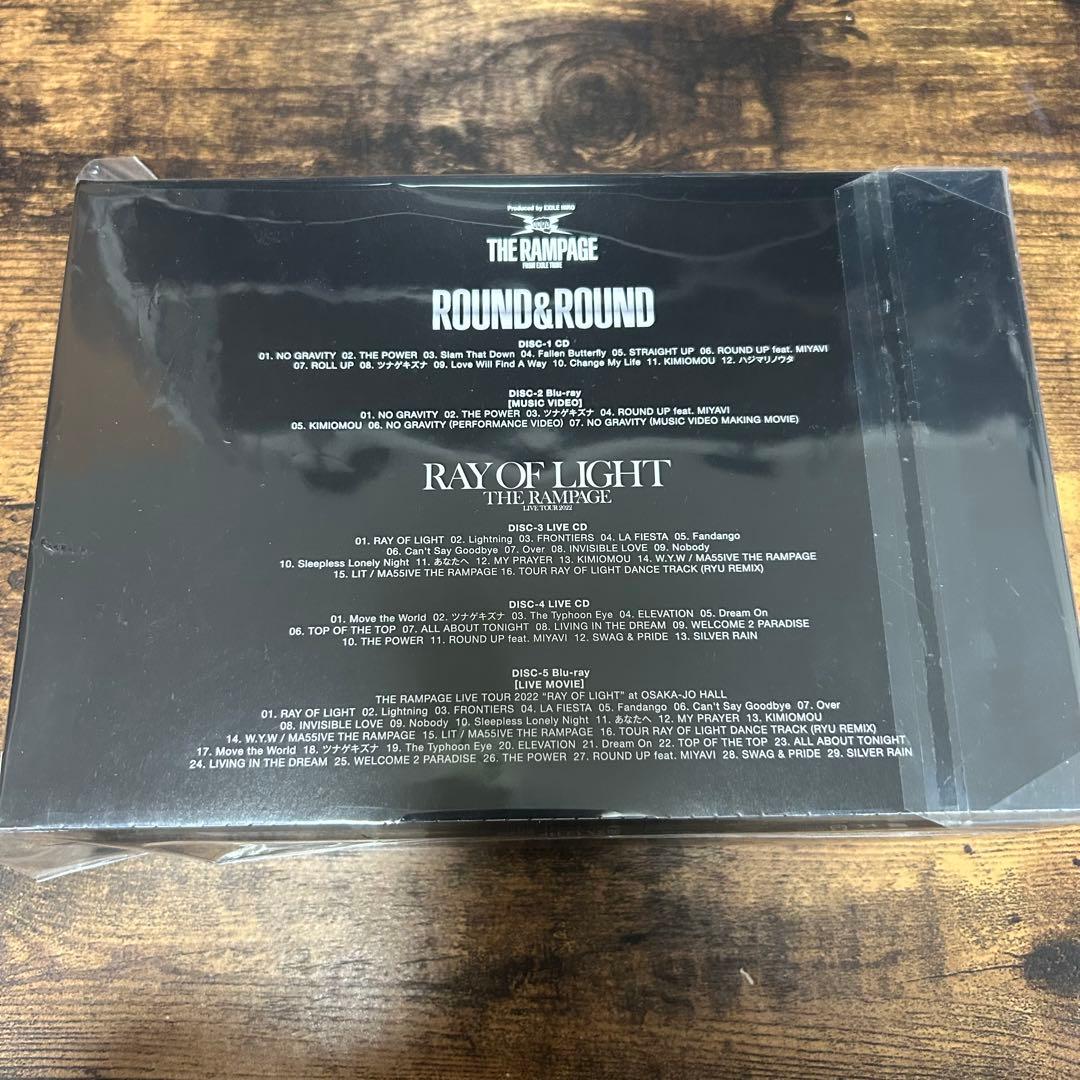 Produced by EXILE HIRO
THE RAMPAGE
FROM EXILE TRIBE
ROUND&ROUND
DISC-1 CD
01. NO GRAVITY 02. THE POWER 03. Slam That Down 04. Fallen Butterfly 05. STRAIGHT UP 06. ROUND UP feat. MIYAVI
07. ROLL UP 08. ツナゲキズナ 09. Love Will Find A Way 10. Change My Life 11. KIMIOMOU 12. ハジマリノウタ
DISC-2 Blu-ray
[MUSIC VIDEO]
01. NO GRAVITY 02. THE POWER 03. ツナゲキズナ 04. ROUND UP feat. MIYAVI
05. KIMIOMOU 06. NO GRAVITY (PERFORMANCE VIDEO) 07. NO GRAVITY (MUSIC VIDEO MAKING MOVIE)
RAY OF LIGHT
THE RAMPAGE
LIVE TOUR 2022
DISC-3 LIVE CD
01. RAY OF LIGHT 02. Lightning 03. FRONTIERS 04. LA FIESTA 05. Fandango
06. Can't Say Goodbye 07. Over 08. INVISIBLE LOVE 09. Nobody
10. Sleepless Lonely Night 11. あなたへ 12. MY PRAYER 13. KIMIOMOU 14. W.Y.W / MA55IVE THE RAMPAGE
15. LIT / MA55IVE THE RAMPAGE 16. TOUR RAY OF LIGHT DANCE TRACK (RYU REMIX)
DISC-4 LIVE CD
01. Move the World 02. ツナゲキズナ 03. The Typhoon Eye 04. ELEVATION 05. Dream On
06. TOP OF THE TOP 07. ALL ABOUT TONIGHT 08. LIVING IN THE DREAM 09. WELCOME 2 PARADISE
10. THE POWER 11. ROUND UP feat. MIYAVI 12. SWAG & PRIDE 13. SILVER RAIN
DISC-5 Blu-ray
[LIVE MOVIE]
THE RAMPAGE LIVE TOUR 2022 "RAY OF LIGHT" at OSAKA-JO HALL
01. RAY OF LIGHT 02. Lightning 03. FRONTIERS 04. LA FIESTA 05. Fandango 06. Can't Say Goodbye 07. Over
08. INVISIBLE LOVE 09. Nobody 10. Sleepless Lonely Night 11. あなたへ 12. MY PRAYER 13. KIMIOMOU
14. W.Y.W / MA55IVE THE RAMPAGE 15. LIT / MA55IVE THE RAMPAGE 16. TOUR RAY OF LIGHT DANCE TRACK (RYU REMIX)
17. Move the World 18. ツナゲキズナ 19. The Typhoon Eye 20. ELEVATION 21. Dream On 22. TOP OF THE TOP 23. ALL ABOUT TONIGHT
24. LIVING IN THE DREAM 25. WELCOME 2 PARADISE 26. THE POWER 27. ROUND UP feat. MIYAVI 28. SWAG & PRIDE 29. SILVER RAIN